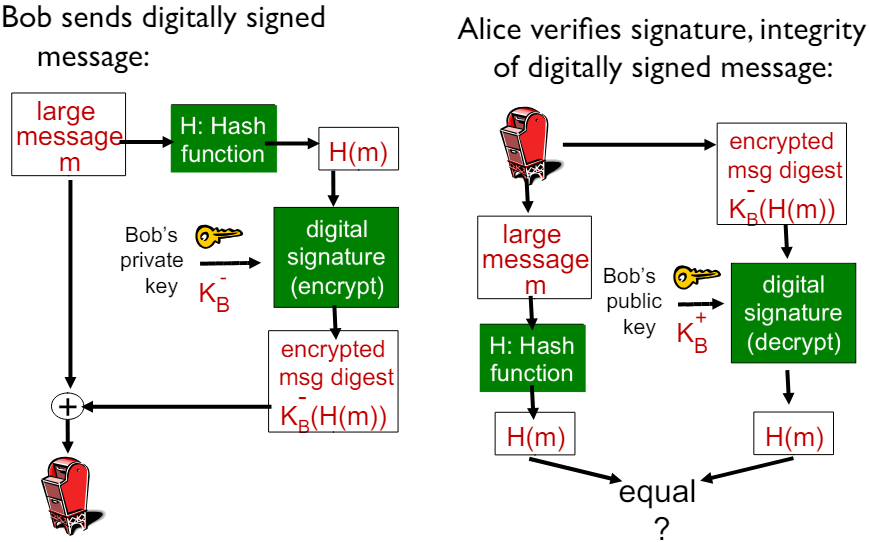 Bob sends digitally signed
message:
large
message
m
H: Hash
function
H(m)
Bob's
private
key
K_B^-
digital
signature
(encrypt)
encrypted
msg digest
K_B^-(H(m))
+
Alice verifies signature, integrity
of digitally signed message:
encrypted
msg digest
K_B^-(H(m))
large
message
m
Bob's
public
key
K_B^+
digital
signature
(decrypt)
H: Hash
function
H(m)
H(m)
equal
?